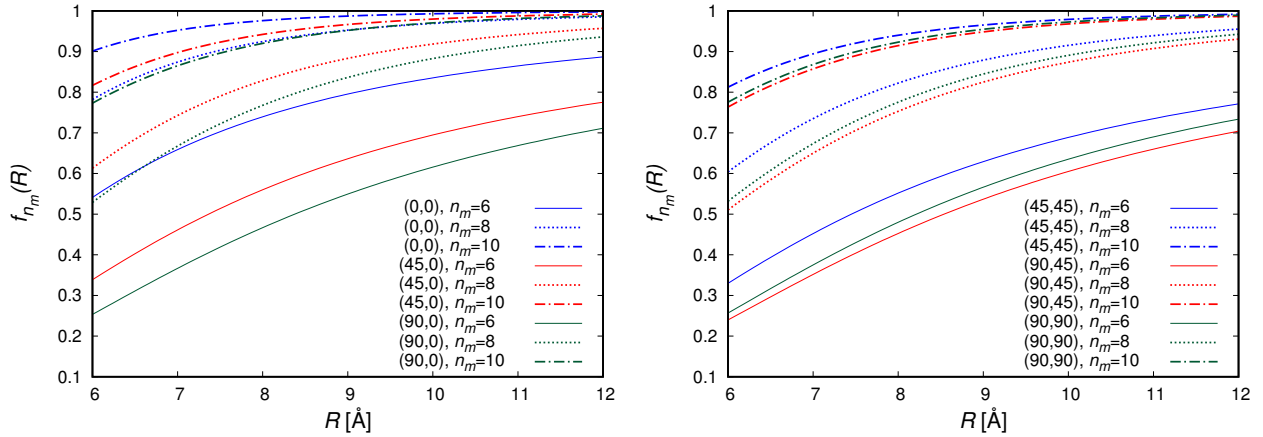 1
0.9
0.8
0.7
0.6
0.5
0.4
0.3
0.2
0.1
f_{n_m}(R)
(0,0), n_m=6
(0,0), n_m=8
(0,0), n_m=10
(45,0), n_m=6
(45,0), n_m=8
(45,0), n_m=10
(90,0), n_m=6
(90,0), n_m=8
(90,0), n_m=10
6 7 8 9 10 11 12
R [Å]
1
0.9
0.8
0.7
0.6
0.5
0.4
0.3
0.2
0.1
f_{n_m}(R)
(45,45), n_m=6
(45,45), n_m=8
(45,45), n_m=10
(90,45), n_m=6
(90,45), n_m=8
(90,45), n_m=10
(90,90), n_m=6
(90,90), n_m=8
(90,90), n_m=10
6 7 8 9 10 11 12
R [Å]